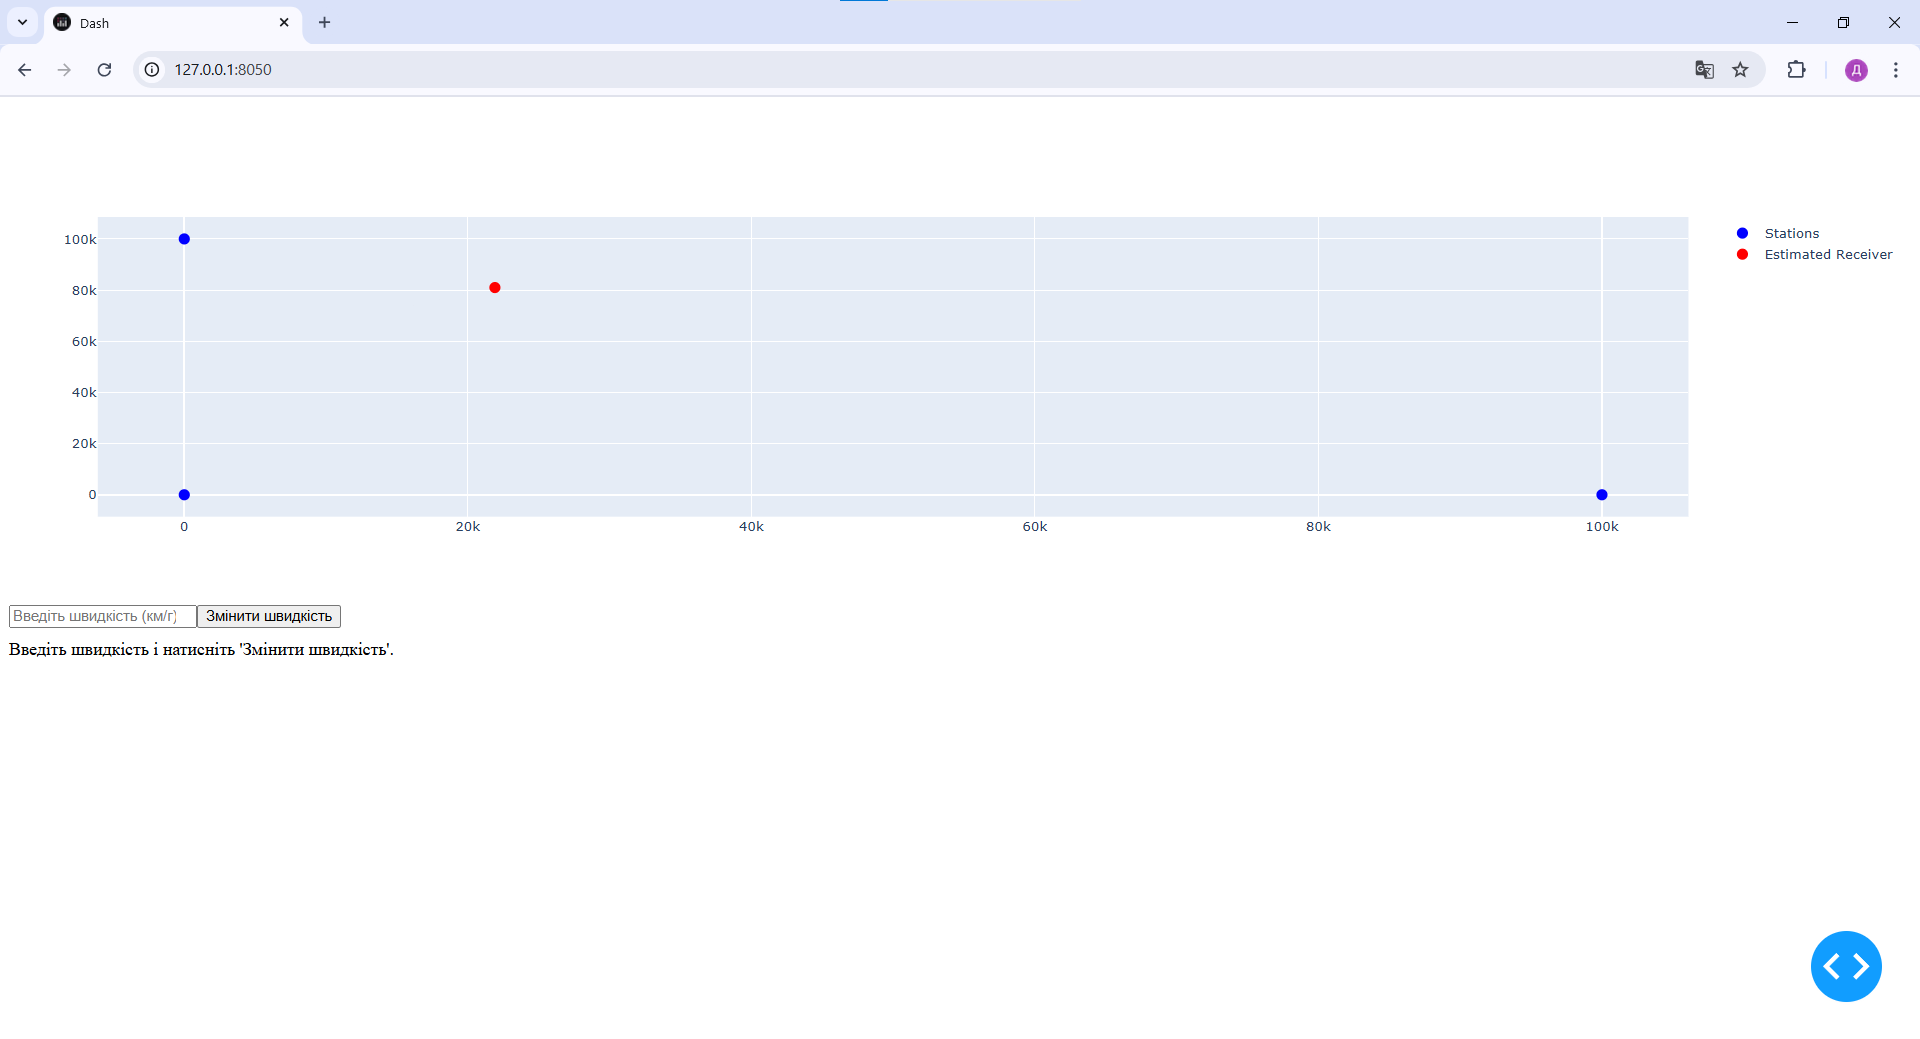 Dash
127.0.0.1:8050
Д
100k
80k
60k
40k
20k
0
0 20k 40k 60k 80k 100k
Stations
Estimated Receiver
Введіть швидкість (км/г)
Змінити швидкість
Введіть швидкість і натисніть 'Змінити швидкість'.